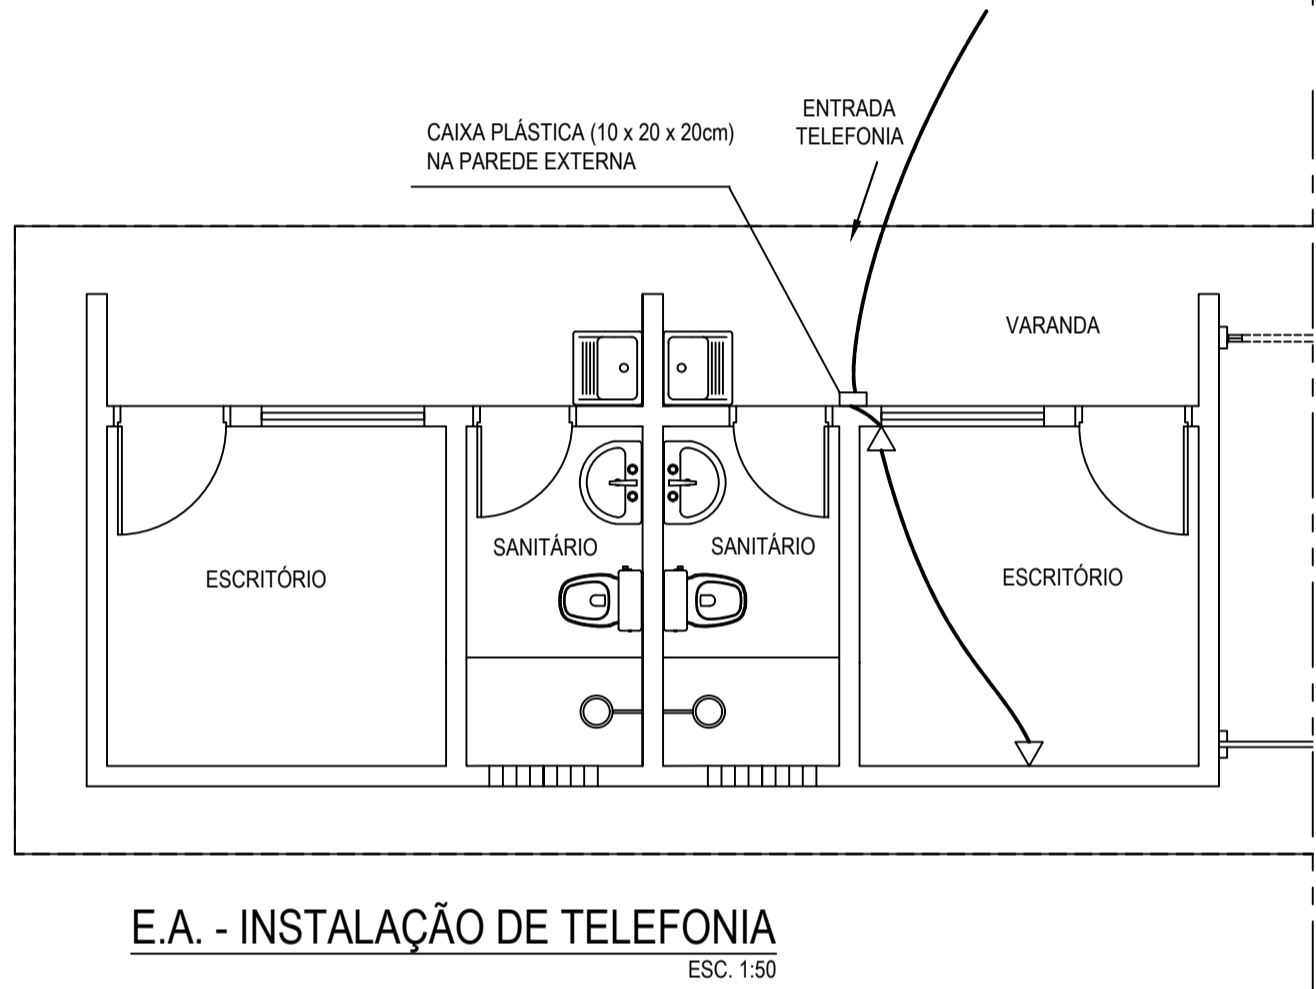 ENTRADA
TELEFONIA
CAIXA PLÁSTICA (10 x 20 x 20cm)
NA PAREDE EXTERNA
VARANDA
SANITÁRIO
SANITÁRIO
ESCRITÓRIO
ESCRITÓRIO
E.A. - INSTALAÇÃO DE TELEFONIA
ESC. 1:50